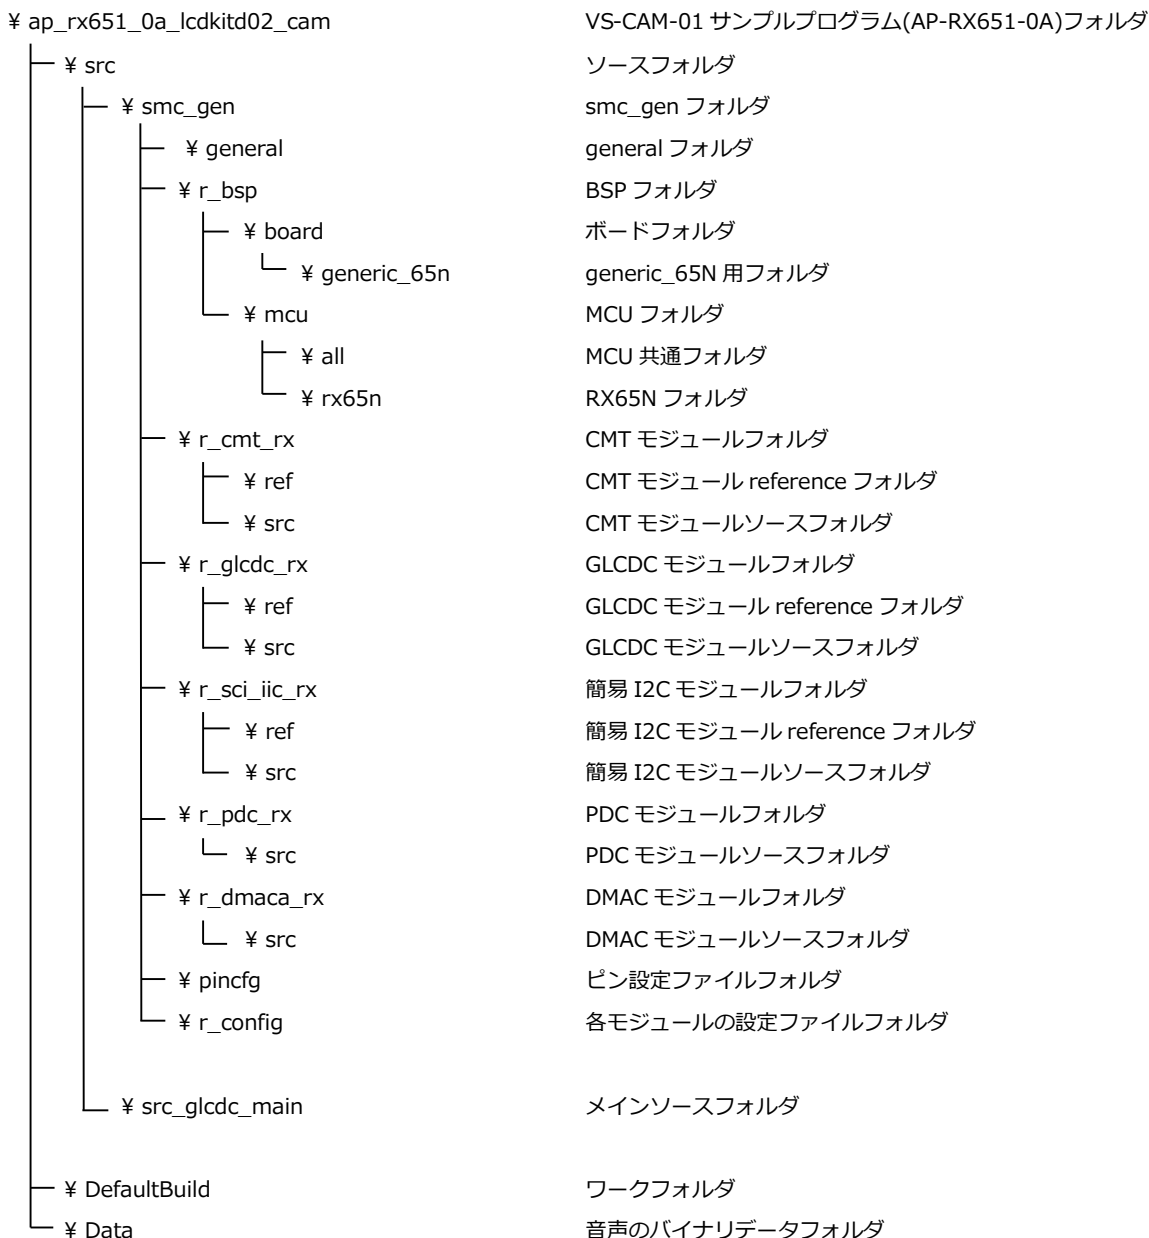 ¥ ap_rx651_0a_lcdkitd02_cam VS-CAM-01 サンプルプログラム(AP-RX651-0A)フォルダ
¥ src ソースフォルダ
¥ smc_gen smc_gen フォルダ
¥ general general フォルダ
¥ r_bsp BSP フォルダ
¥ board ボードフォルダ
¥ generic_65n generic_65N 用フォルダ
¥ mcu MCU フォルダ
¥ all MCU 共通フォルダ
¥ rx65n RX65N フォルダ
¥ r_cmt_rx CMT モジュールフォルダ
¥ ref CMT モジュール reference フォルダ
¥ src CMT モジュールソースフォルダ
¥ r_glcdc_rx GLCDC モジュールフォルダ
¥ ref GLCDC モジュール reference フォルダ
¥ src GLCDC モジュールソースフォルダ
¥ r_sci_iic_rx 簡易 I2C モジュールフォルダ
¥ ref 簡易 I2C モジュール reference フォルダ
¥ src 簡易 I2C モジュールソースフォルダ
¥ r_pdc_rx PDC モジュールフォルダ
¥ src PDC モジュールソースフォルダ
¥ r_dmaca_rx DMAC モジュールフォルダ
¥ src DMAC モジュールソースフォルダ
¥ pincfg ピン設定ファイルフォルダ
¥ r_config 各モジュールの設定ファイルフォルダ
¥ src_glcdc_main メインソースフォルダ
¥ DefaultBuild ワークフォルダ
¥ Data 音声のバイナリデータフォルダ